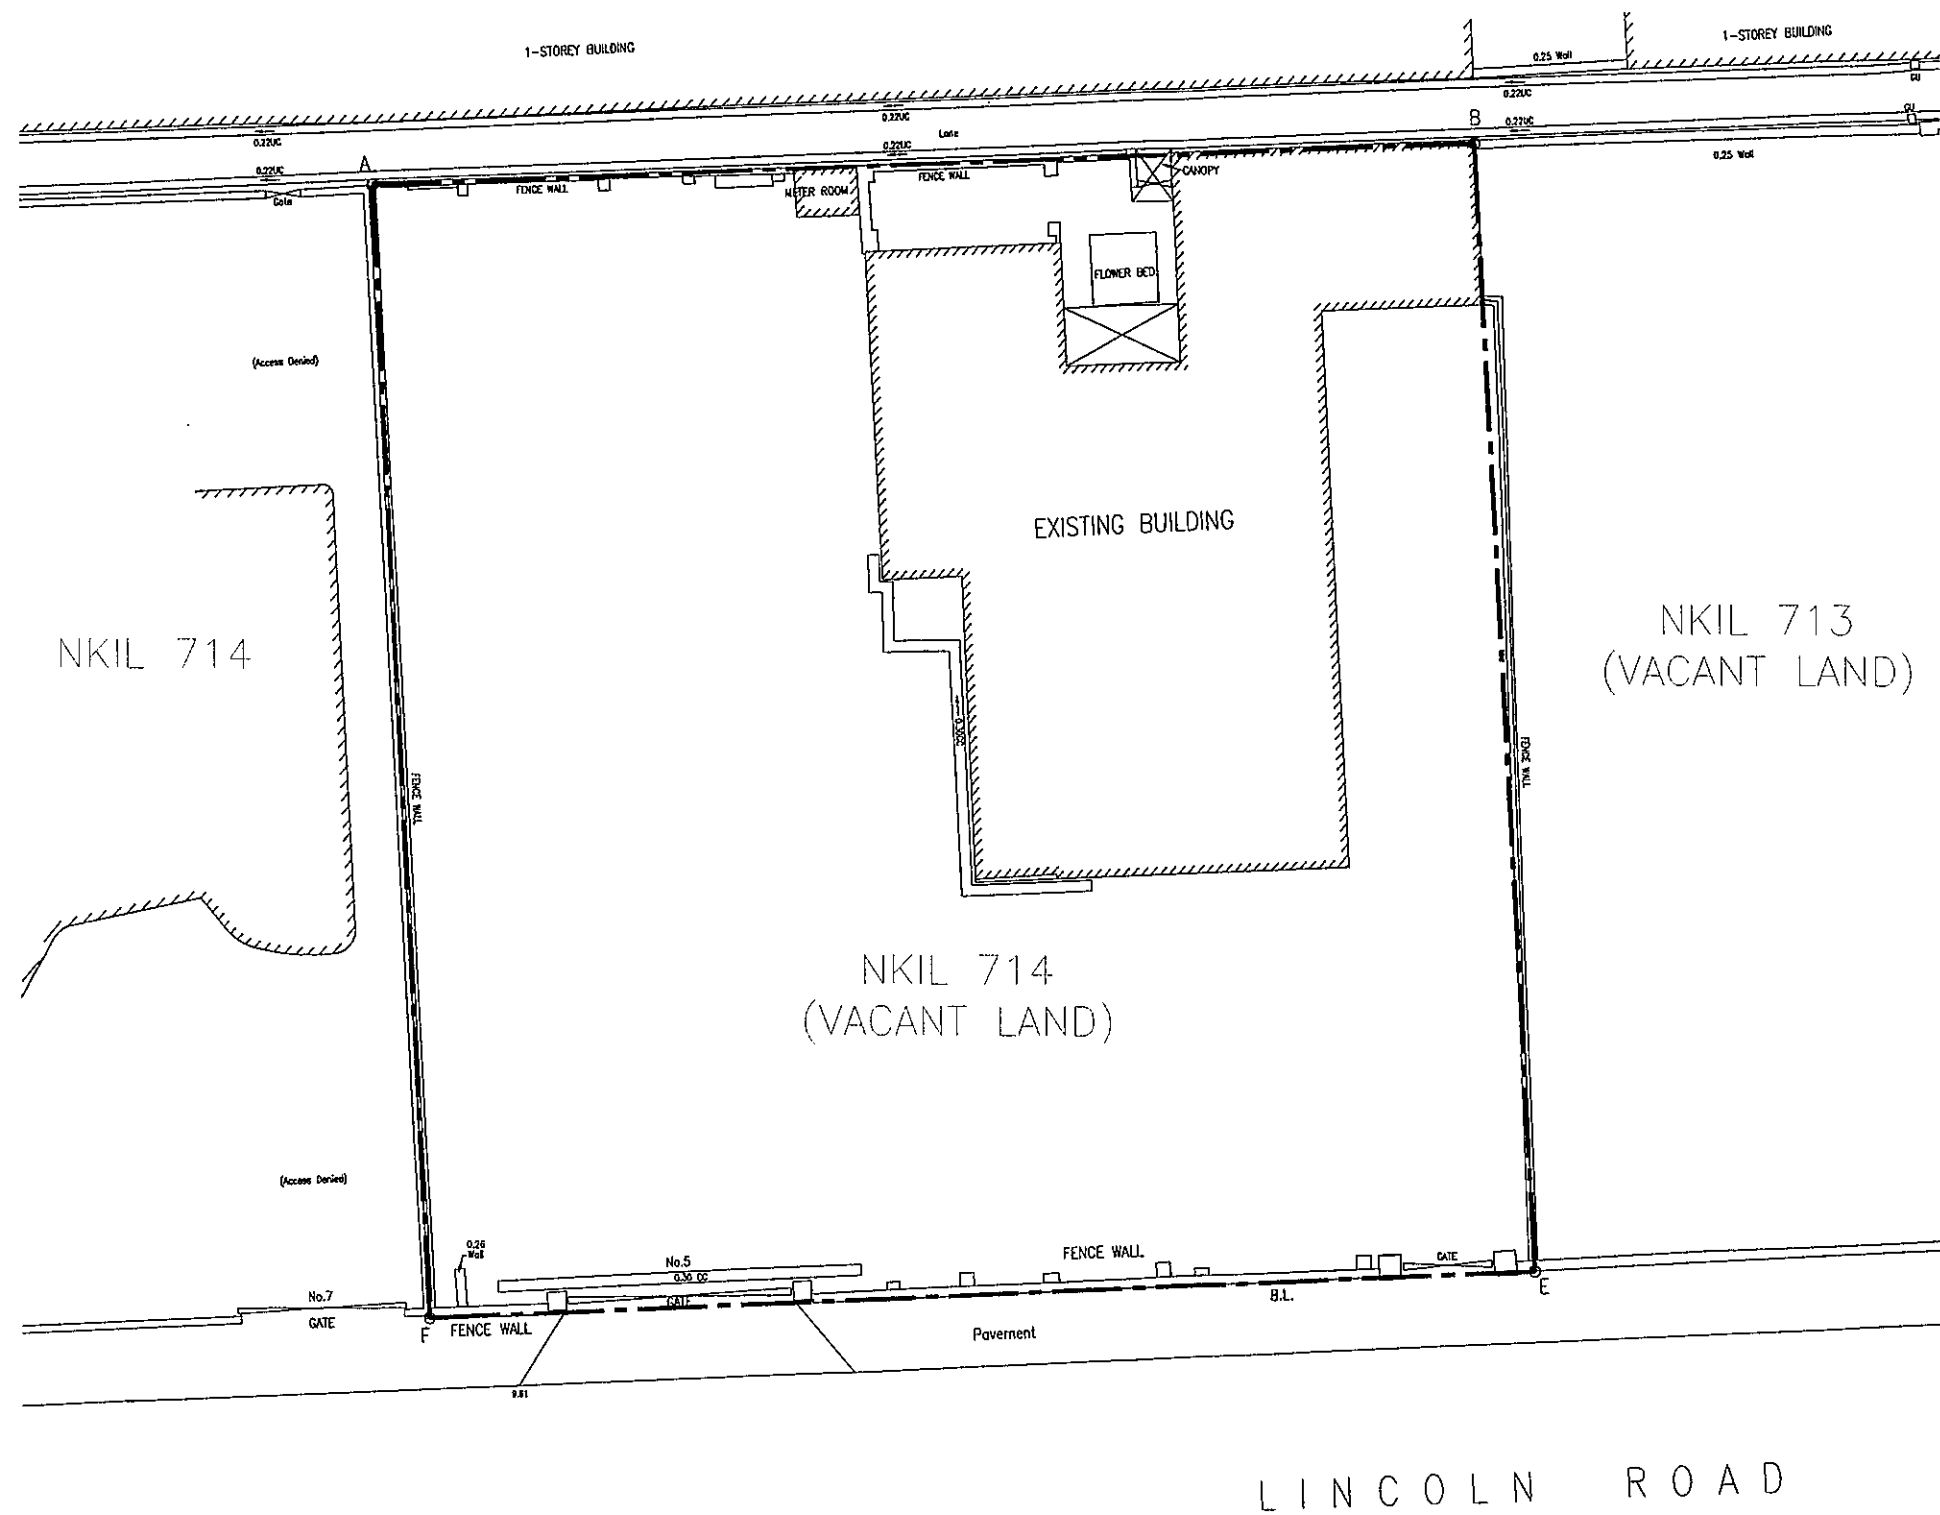 1-STOREY BUILDING
1-STOREY BUILDING
0.25 Wall
GU
0.22UC
0.22UC
0.22UC
GU
B
0.22UC
Lane
0.22UC
0.25 Wall
A
0.22UC
FENCE WALL
METER ROOM
FENCE WALL
CANOPY
Gate
FLOWER BED
(Access Denied)
EXISTING BUILDING
NKIL 714
NKIL 713
(VACANT LAND)
FENCE WALL
FENCE WALL
NKIL 714
(VACANT LAND)
(Access Denied)
0.26
Wall
No.5
0.30 CC
GATE
FENCE WALL
GATE
E
B.L.
No.7
GATE
F
FENCE WALL
Pavement
LINCOLN ROAD